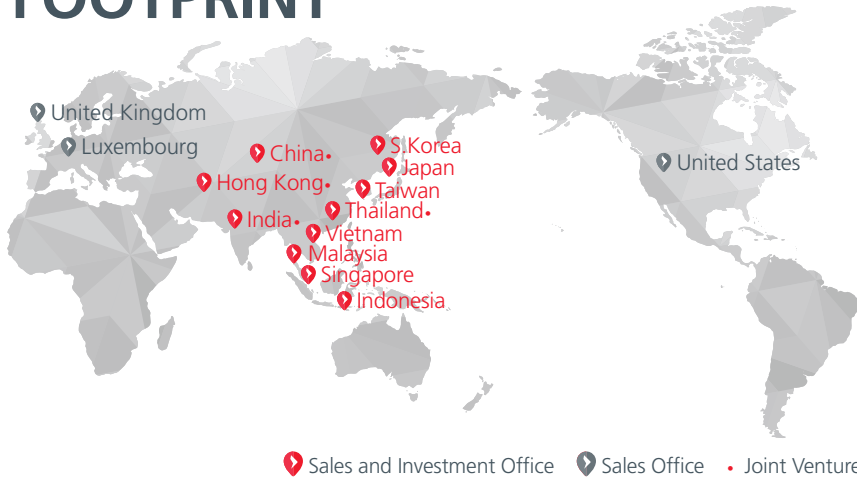 FOOTPRINT
United Kingdom
Luxembourg
China•
S.Korea
Japan
United States
Hong Kong•
Taiwan
Thailand•
India•
Vietnam
Malaysia
Singapore
Indonesia
Sales and Investment Office
Sales Office
• Joint Venture